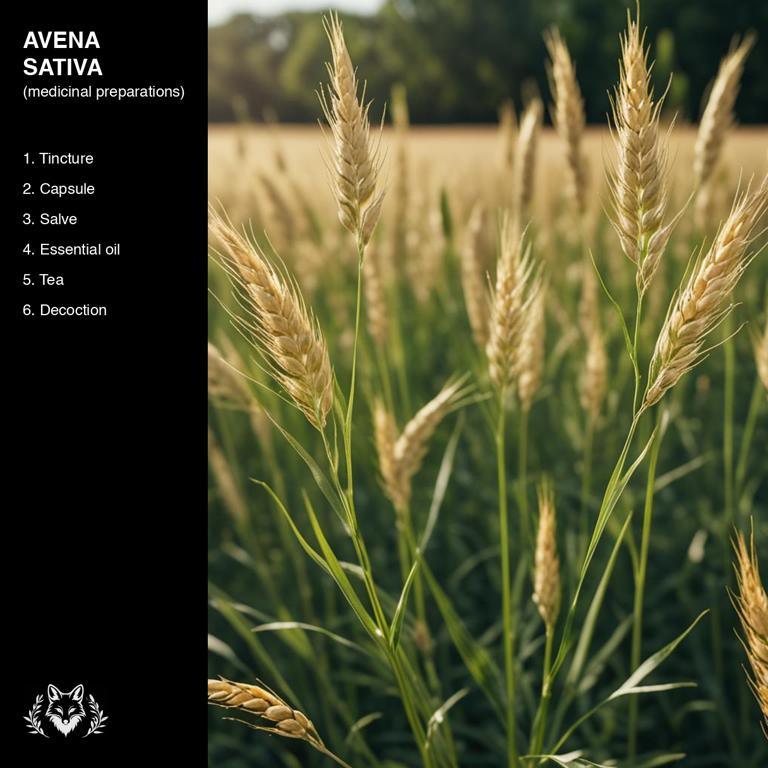 AVENA
SATIVA
(medicinal preparations)
1. Tincture
2. Capsule
3. Salve
4. Essential oil
5. Tea
6. Decoction